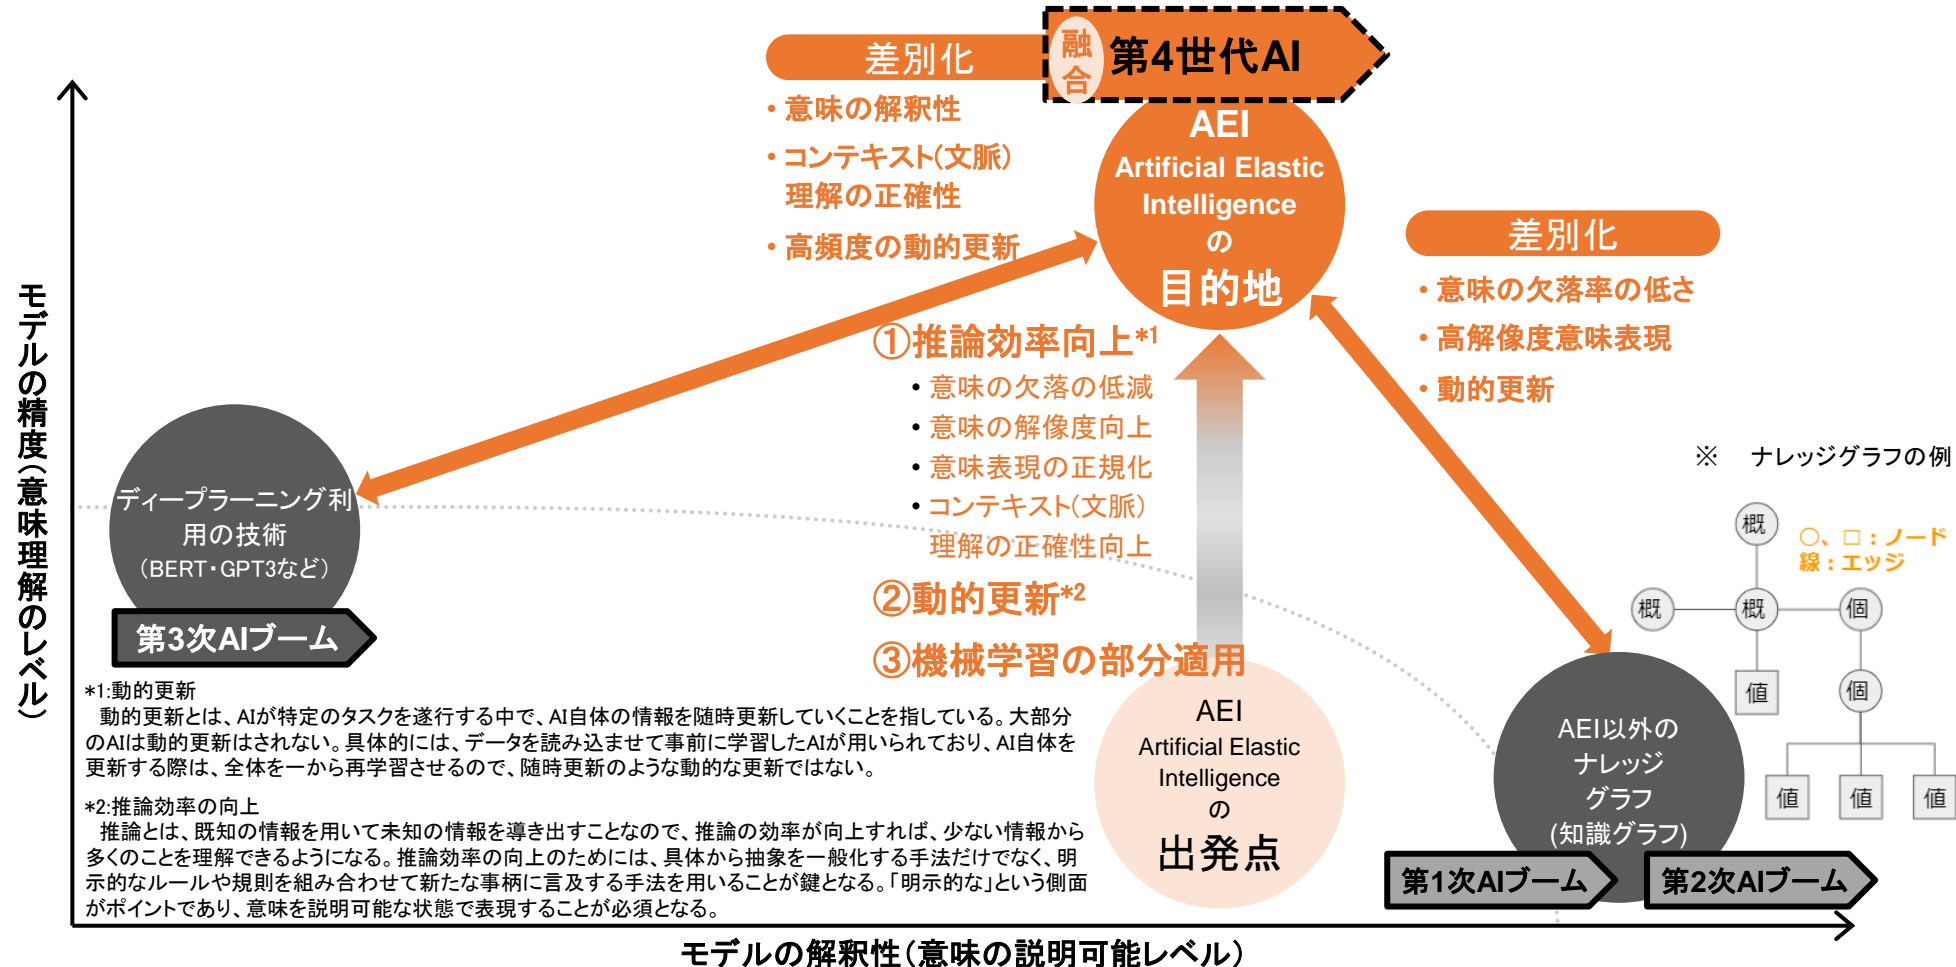 差別化
融
合
第4世代AI
・意味の解釈性
・コンテキスト(文脈)
理解の正確性
・高頻度の動的更新
AEI
Artificial Elastic
Intelligence
の
目的地
差別化
・意味の欠落率の低さ
・高解像度意味表現
・動的更新
①推論効率向上*1
・意味の欠落の低減
・意味の解像度向上
・意味表現の正規化
・コンテキスト(文脈)
理解の正確性向上
②動的更新*2
③機械学習の部分適用
モデルの精度(意味理解のレベル)
ディープラーニング利
用の技術
(BERT・GPT3など)
第3次AIブーム
※ ナレッジグラフの例
概
○、□：ノード
線：エッジ
概
概
個
値
個
値
値
値
*1:動的更新
動的更新とは、AIが特定のタスクを遂行する中で、AI自体の情報を随時更新していくことを指している。大部分
のAIは動的更新はされない。具体的には、データを読み込ませて事前に学習したAIが用いられており、AI自体を
更新する際は、全体を一から再学習させるので、随時更新のような動的な更新ではない。
*2:推論効率の向上
推論とは、既知の情報を用いて未知の情報を導き出すことなので、推論の効率が向上すれば、少ない情報から
多くのことを理解できるようになる。推論効率の向上のためには、具体から抽象を一般化する手法だけでなく、明
示的なルールや規則を組み合わせて新たな事柄に言及する手法を用いることが鍵となる。「明示的な」という側面
がポイントであり、意味を説明可能な状態で表現することが必須となる。
AEI
Artificial Elastic
Intelligence
の
出発点
AEI以外の
ナレッジ
グラフ
(知識グラフ)
第1次AIブーム
第2次AIブーム
モデルの解釈性(意味の説明可能レベル)